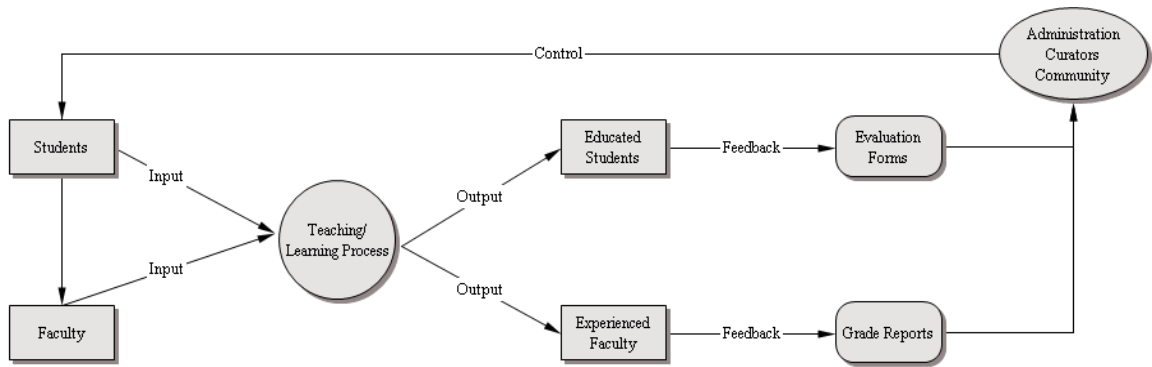 Administration
Curators
Community
Control
Students
Input
Teaching/
Learning Process
Input
Faculty
Output
Educated
Students
Feedback
Evaluation
Forms
Output
Experienced
Faculty
Feedback
Grade Reports